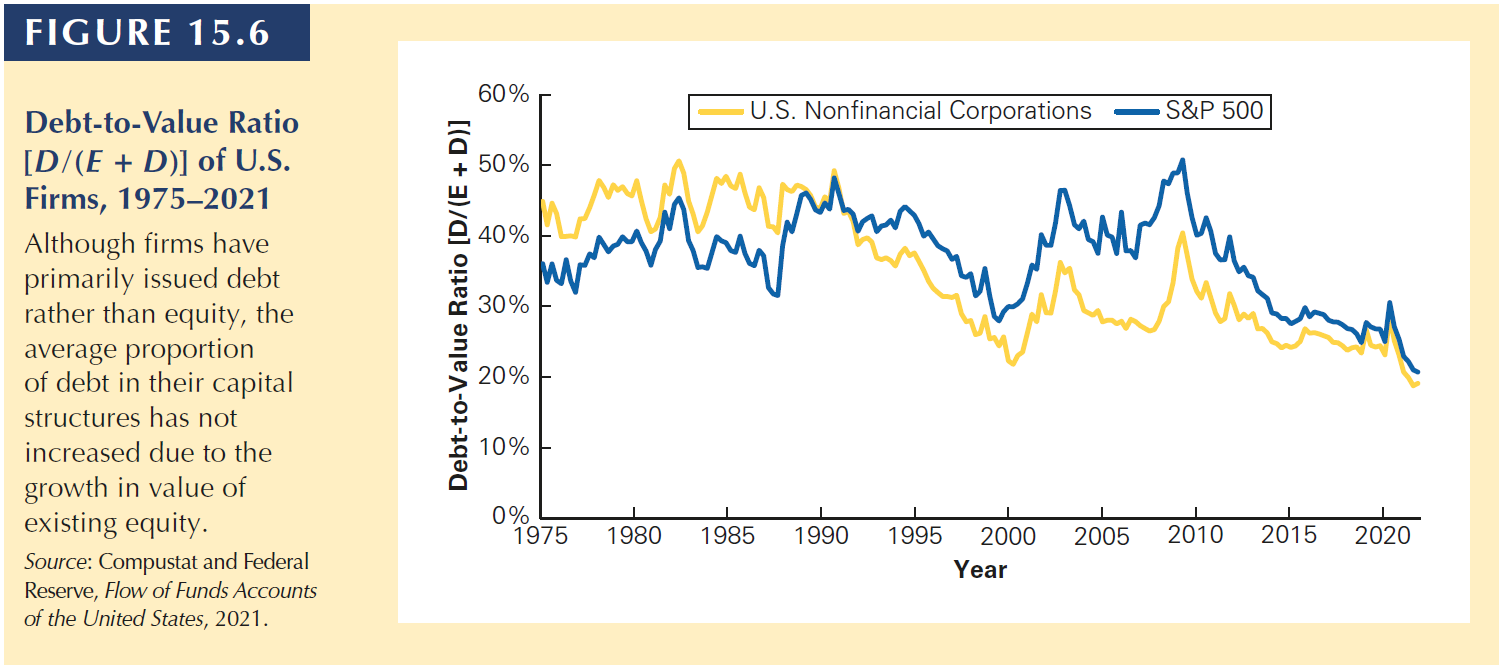 FIGURE 15.6
Debt-to-Value Ratio
[D/(E + D)] of U.S.
Firms, 1975–2021
Although firms have
primarily issued debt
rather than equity, the
average proportion
of debt in their capital
structures has not
increased due to the
growth in value of
existing equity.
Source: Compustat and Federal
Reserve, Flow of Funds Accounts
of the United States, 2021.
U.S. Nonfinancial Corporations S&P 500
Debt-to-Value Ratio [D/(E + D)]
60%
50%
40%
30%
20%
10%
0%
1975 1980 1985 1990 1995 2000 2005 2010 2015 2020
Year